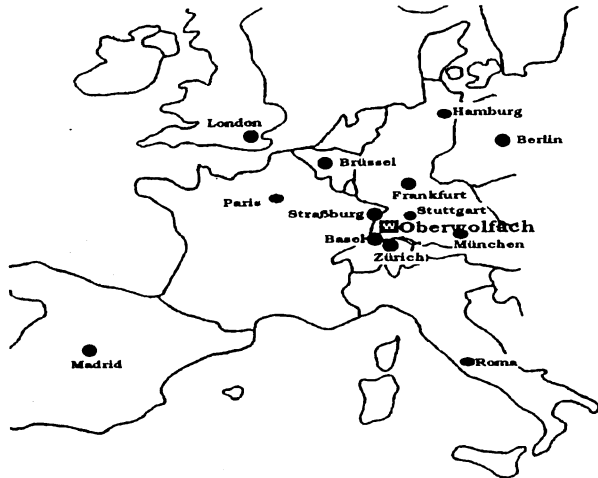 Hamburg
London
Berlin
Brüssel
Frankfurt
Paris
Straßburg
Stuttgart
W Oberwolfach
Basel
München
Zürich
Madrid
Roma